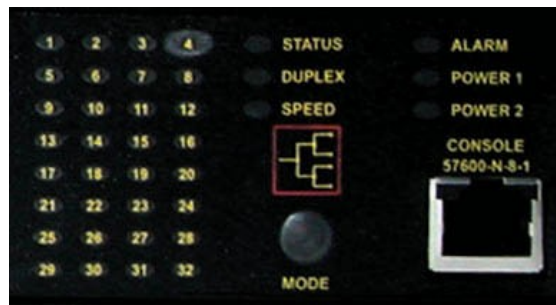 1 2 3 4 STATUS ALARM
5 6 7 8 DUPLEX POWER 1
9 10 11 12 SPEED POWER 2
13 14 15 16 CONSOLE
17 18 19 20 57600-N-8-1
21 22 23 24
25 26 27 28
29 30 31 32 MODE